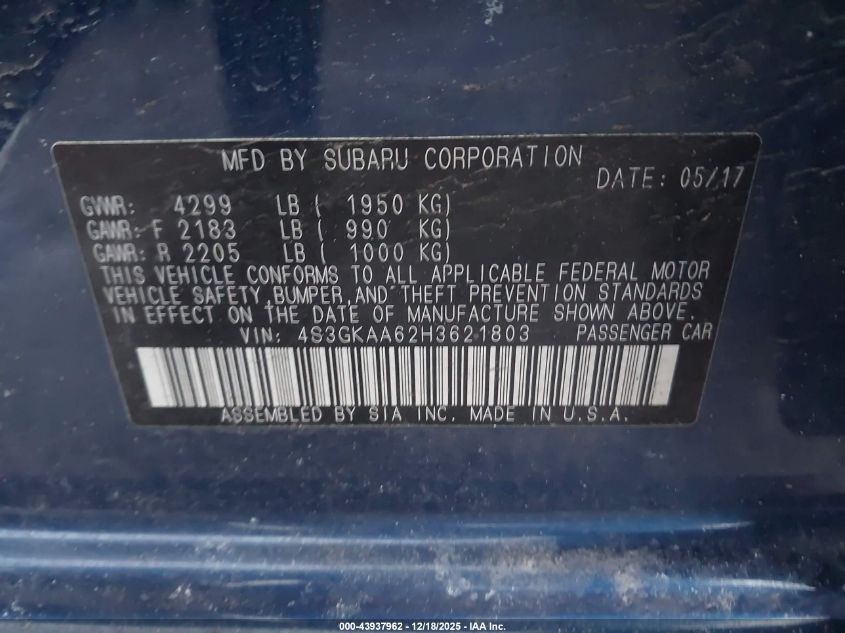 MFD BY SUBARU CORPORATION
DATE: 05/17
GVWR: 4299 LB ( 1950 KG)
GAWR: F 2183 LB ( 990 KG)
GAWR: R 2205 LB ( 1000 KG)
THIS VEHICLE CONFORMS TO ALL APPLICABLE FEDERAL MOTOR
VEHICLE SAFETY,BUMPER,AND THEFT PREVENTION STANDARDS
IN EFFECT ON THE DATE OF MANUFACTURE SHOWN ABOVE.
VIN: 4S3GKAA62H3621803 PASSENGER CAR
ASSEMBLED BY SIA INC. MADE IN U.S.A.
000-43937962 - 12/18/2025 - IAA Inc.